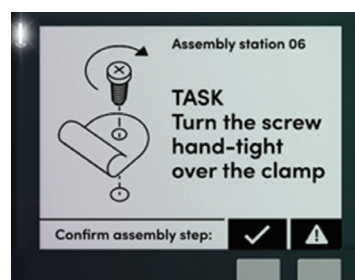 Assembly station 06
TASK
Turn the screw
hand-tight
over the clamp
Confirm assembly step: